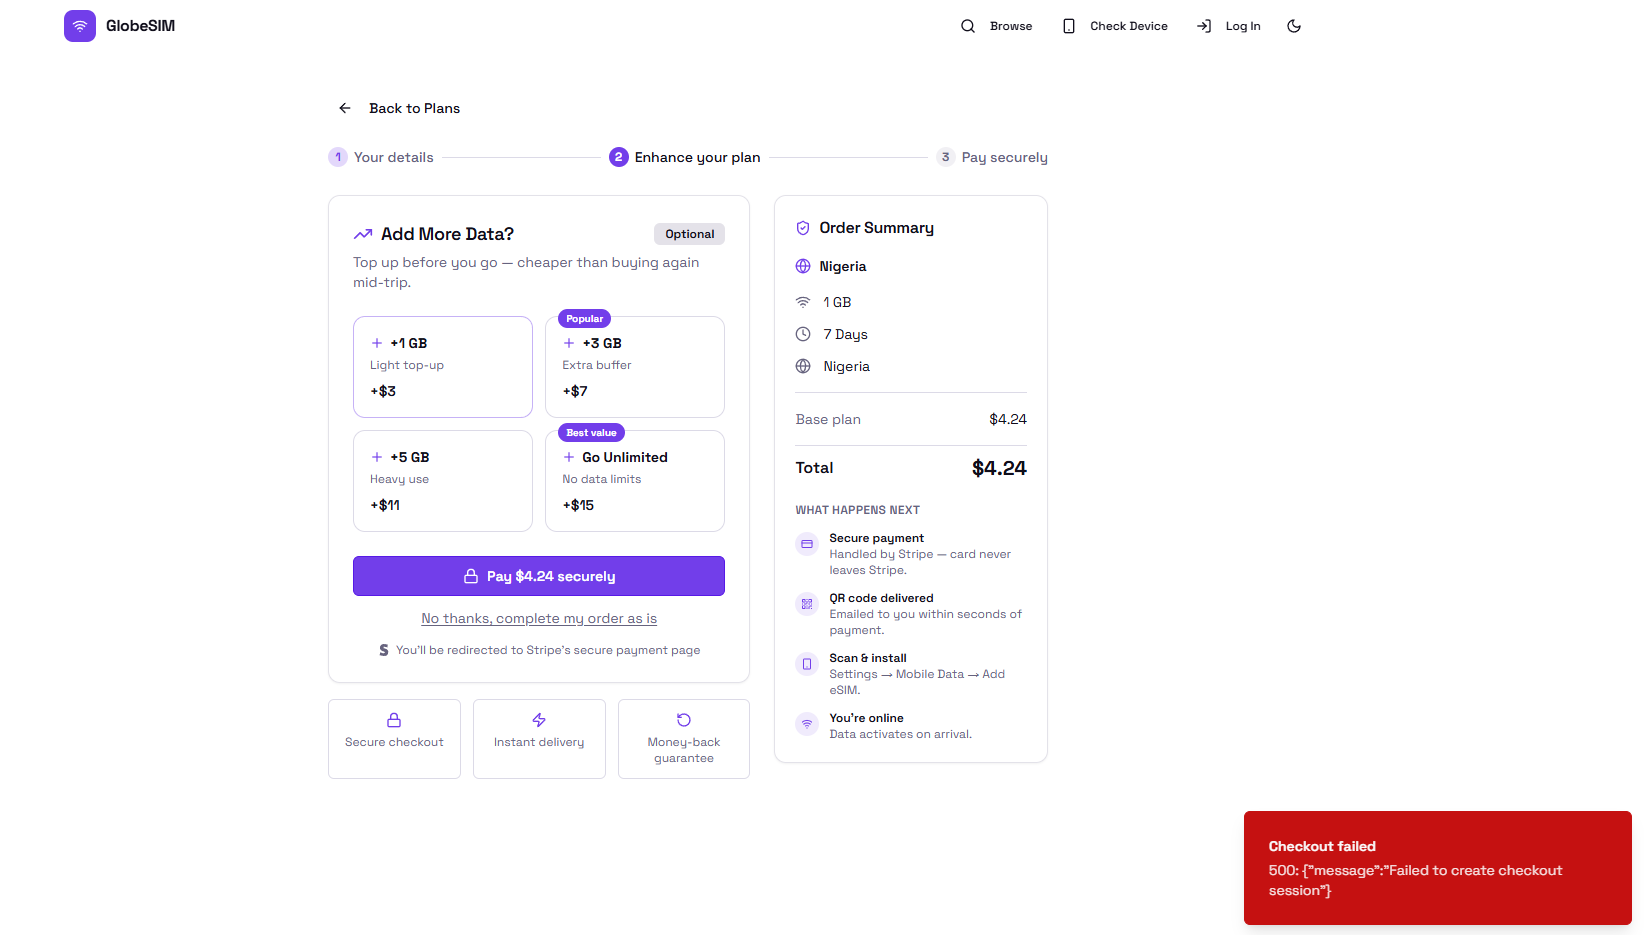 GlobeSIM
Browse
Check Device
Log In
Back to Plans
1 Your details
2 Enhance your plan
3 Pay securely
Add More Data?
Optional
Top up before you go — cheaper than buying again
mid-trip.
+1 GB
Light top-up
+$3
Popular
+3 GB
Extra buffer
+$7
+5 GB
Heavy use
+$11
Best value
Go Unlimited
No data limits
+$15
Pay $4.24 securely
No thanks, complete my order as is
S You'll be redirected to Stripe's secure payment page
Secure checkout
Instant delivery
Money-back
guarantee
Order Summary
Nigeria
1 GB
7 Days
Nigeria
Base plan $4.24
Total $4.24
WHAT HAPPENS NEXT
Secure payment
Handled by Stripe — card never
leaves Stripe.
QR code delivered
Emailed to you within seconds of
payment.
Scan & install
Settings → Mobile Data → Add
eSIM.
You're online
Data activates on arrival.
Checkout failed
500: {"message":"Failed to create checkout
session"}